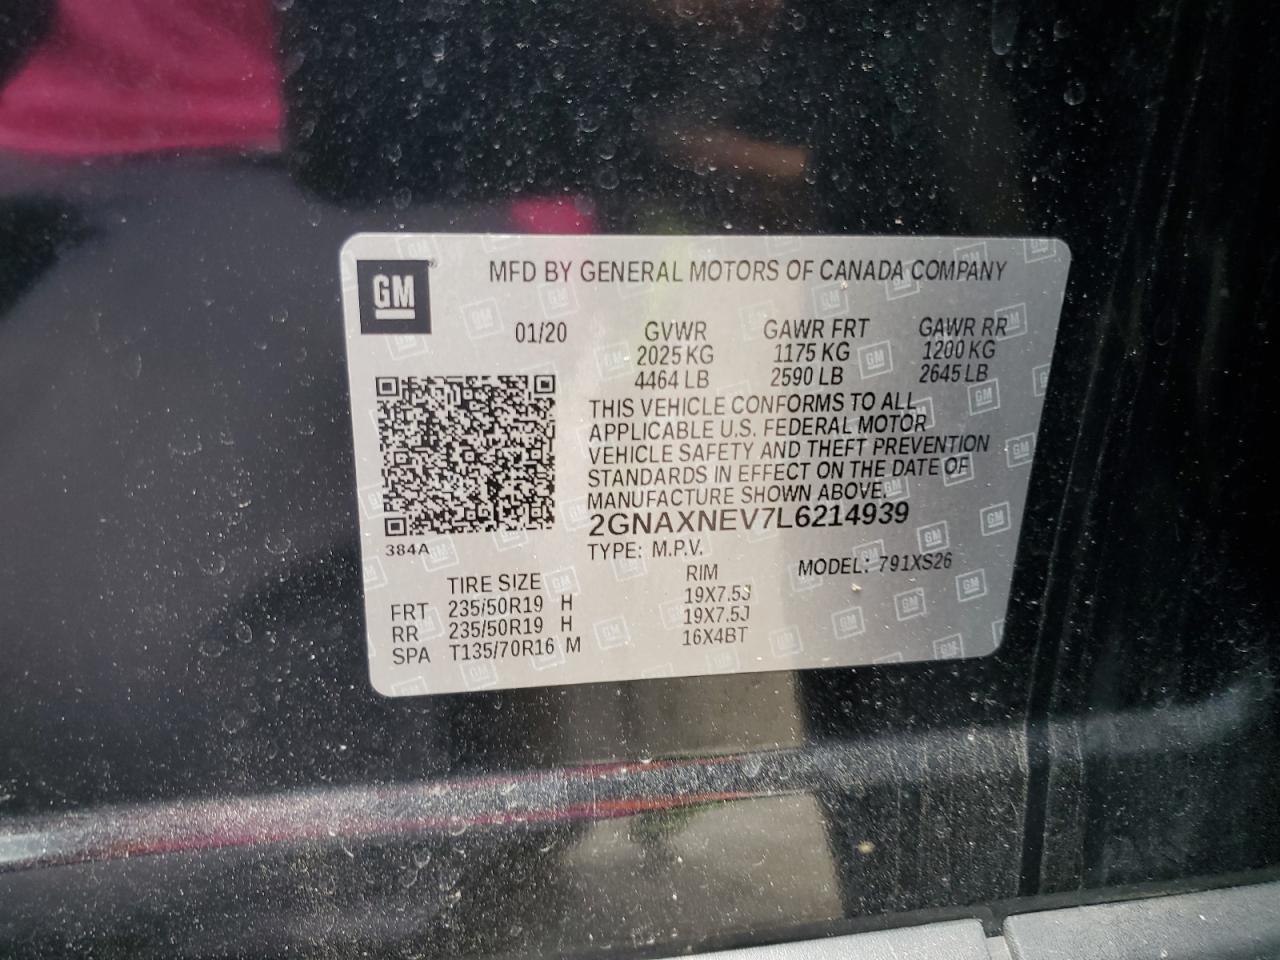 GM
MFD BY GENERAL MOTORS OF CANADA COMPANY
01/20 GVWR GAWR FRT GAWR RR
2025 KG 1175 KG 1200 KG
4464 LB 2590 LB 2645 LB
THIS VEHICLE CONFORMS TO ALL
APPLICABLE U.S. FEDERAL MOTOR
VEHICLE SAFETY AND THEFT PREVENTION
STANDARDS IN EFFECT ON THE DATE OF
MANUFACTURE SHOWN ABOVE.
2GNAXNEV7L6214939
384A
TYPE: M.P.V. MODEL: 791XS26
TIRE SIZE RIM
FRT 235/50R19 H 19X7.5J
RR 235/50R19 H 19X7.5J
SPA T135/70R16 M 16X4BT